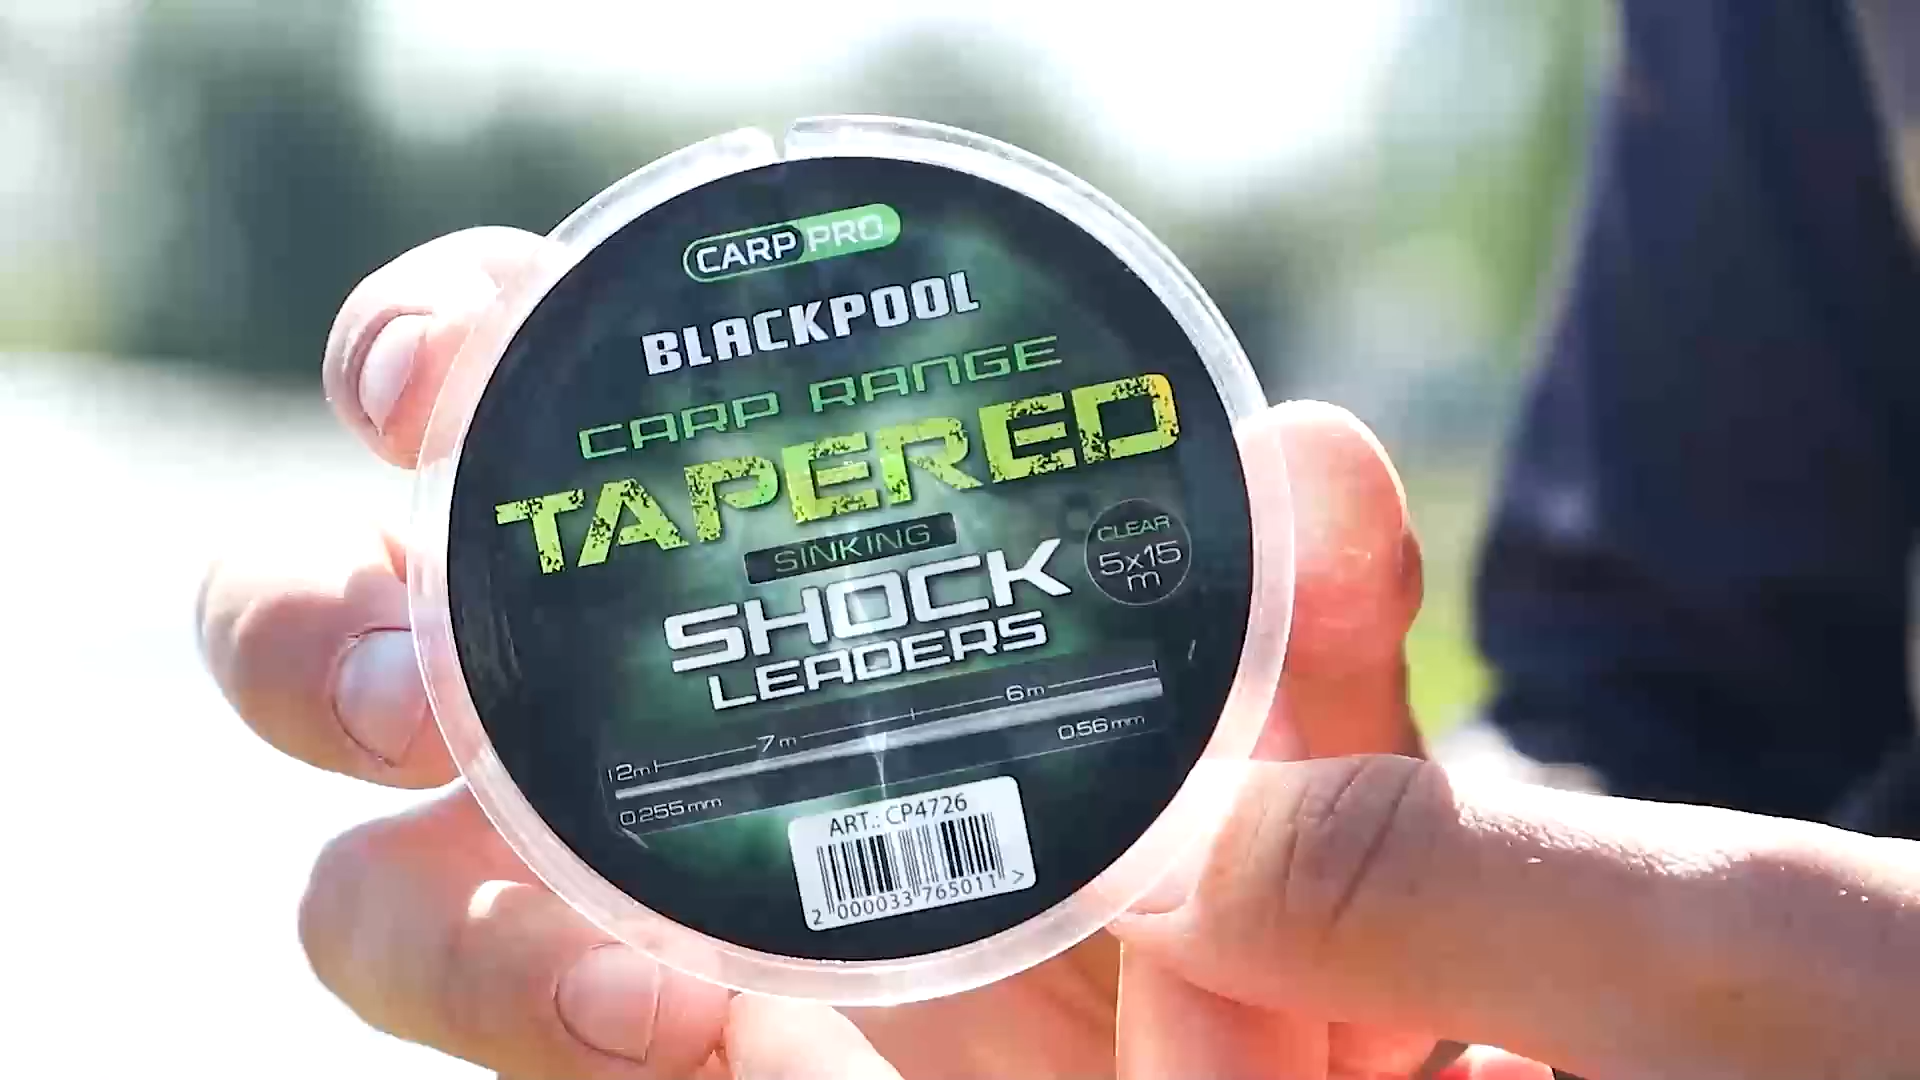 CARP PRO
BLACKPOOL
CARP RANGE
TAPERED
SINKING
SHOCK
LEADERS
CLEAR
5x15
m
2m
7m
6m
0.255mm
0.56mm
ART.: CP4726
2 000033 765011 >